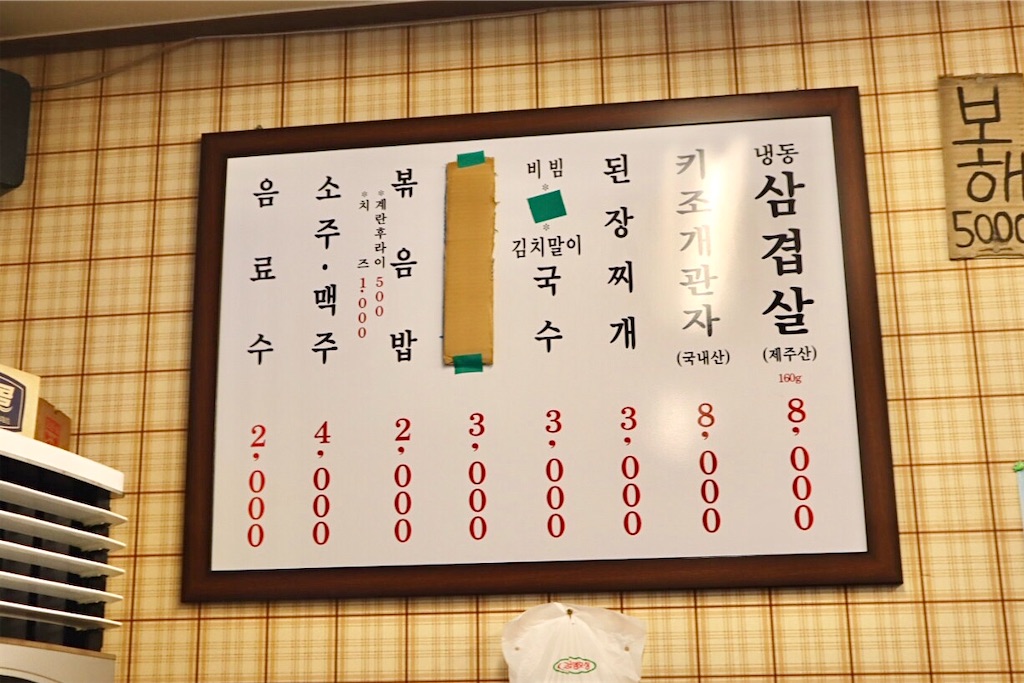 냉동
삼겹살
(제주산)
160g
8,000
키조개관자
(국내산)
8,000
된장찌개
3,000
비빔
*
*
김치말이
국수
3,000
3,000
볶음밥
*계란후라이 500
*치즈 1,000
2,000
소주·맥주
4,000
음료수
2,000
보해
5000